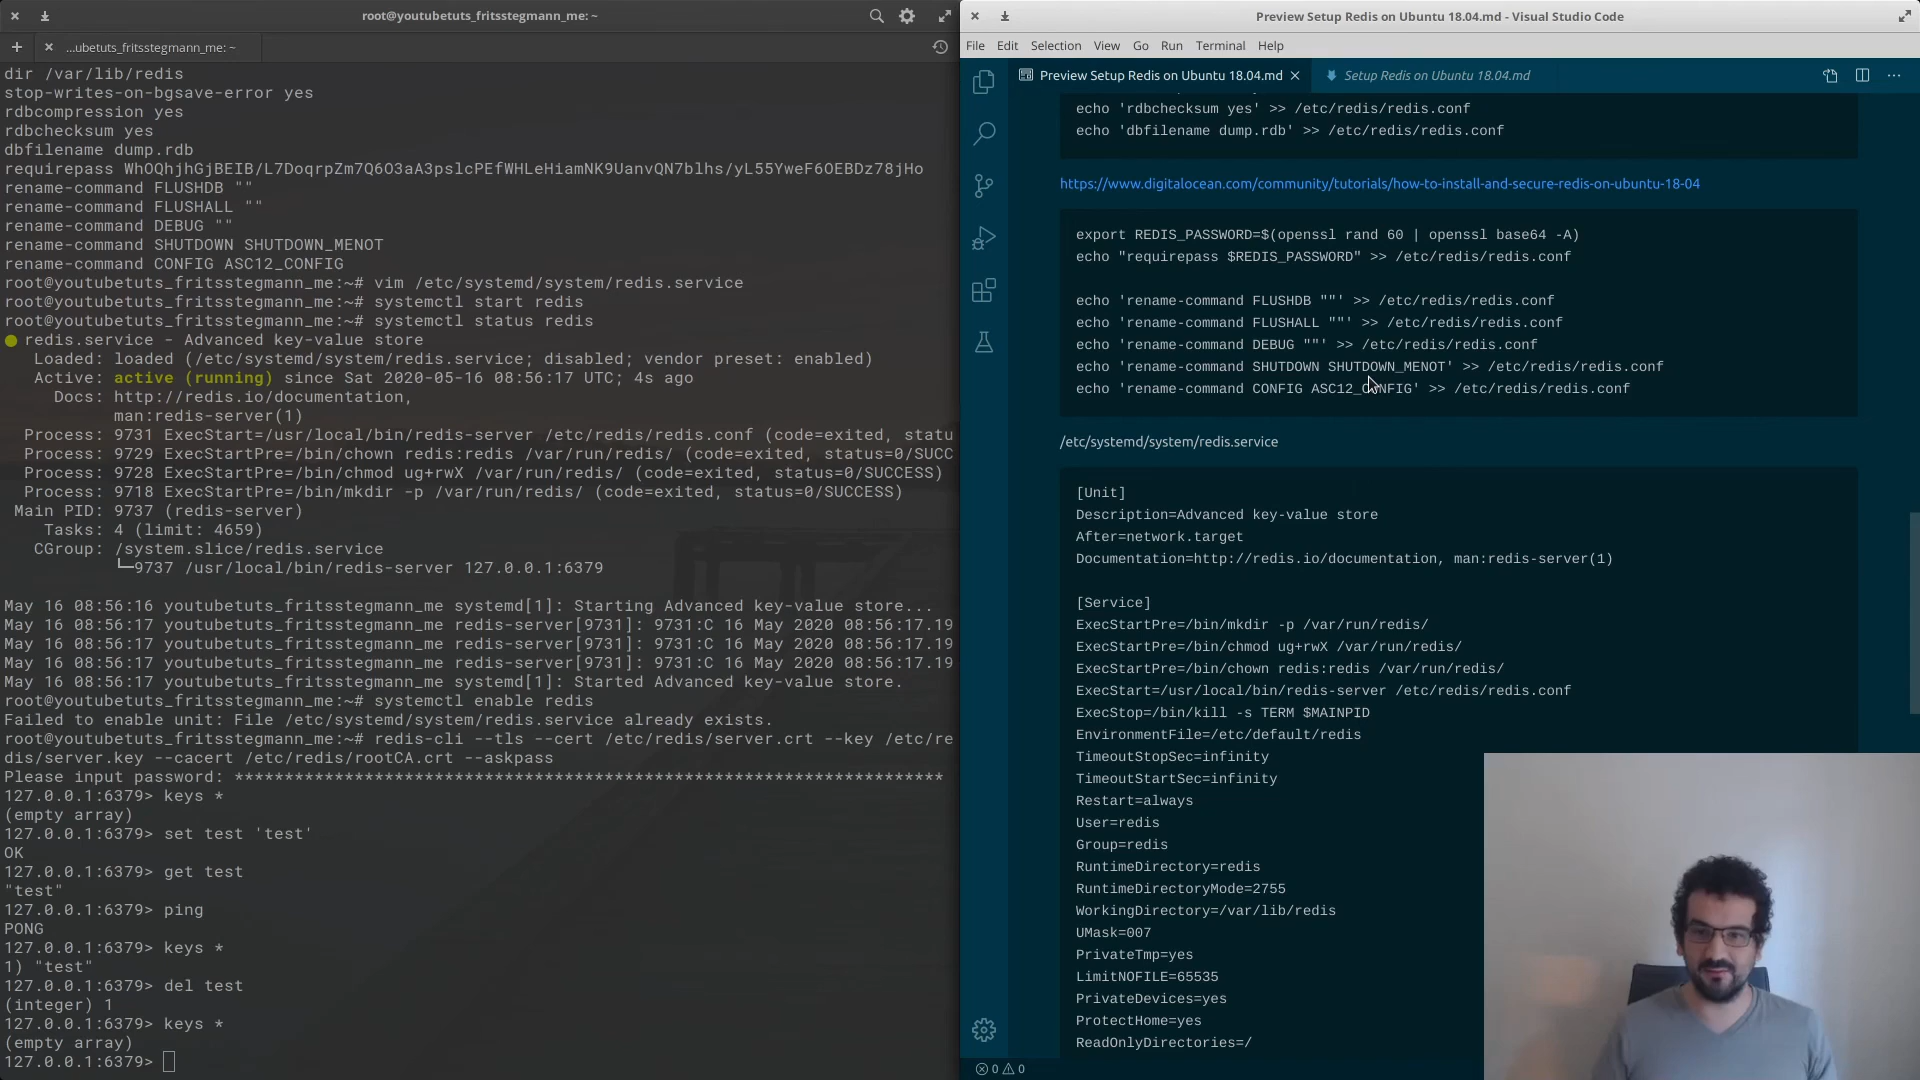 root@youtubetuts_fritsstegmann_me: ~
...ubetuts_fritsstegmann_me: ~
dir /var/lib/redis
stop-writes-on-bgsave-error yes
rdbcompression yes
rdbchecksum yes
dbfilename dump.rdb
requirepass WhOQhjhGjBEIB/L7DoqrpZm7Q6O3aA3pslcPEfWHLeHiamNK9UanvQN7blhs/yL55YweF6OEBDz78jHo
rename-command FLUSHDB ""
rename-command FLUSHALL ""
rename-command DEBUG ""
rename-command SHUTDOWN SHUTDOWN_MENOT
rename-command CONFIG ASC12_CONFIG
root@youtubetuts_fritsstegmann_me:~# vim /etc/systemd/system/redis.service
root@youtubetuts_fritsstegmann_me:~# systemctl start redis
root@youtubetuts_fritsstegmann_me:~# systemctl status redis
● redis.service - Advanced key-value store
Loaded: loaded (/etc/systemd/system/redis.service; disabled; vendor preset: enabled)
Active: active (running) since Sat 2020-05-16 08:56:17 UTC; 4s ago
Docs: http://redis.io/documentation,
man:redis-server(1)
Process: 9731 ExecStart=/usr/local/bin/redis-server /etc/redis/redis.conf (code=exited, statu
Process: 9729 ExecStartPre=/bin/chown redis:redis /var/run/redis/ (code=exited, status=0/SUCC
Process: 9728 ExecStartPre=/bin/chmod ug+rwX /var/run/redis/ (code=exited, status=0/SUCCESS)
Process: 9718 ExecStartPre=/bin/mkdir -p /var/run/redis/ (code=exited, status=0/SUCCESS)
Main PID: 9737 (redis-server)
Tasks: 4 (limit: 4659)
CGroup: /system.slice/redis.service
└─9737 /usr/local/bin/redis-server 127.0.0.1:6379
May 16 08:56:16 youtubetuts_fritsstegmann_me systemd[1]: Starting Advanced key-value store...
May 16 08:56:17 youtubetuts_fritsstegmann_me redis-server[9731]: 9731:C 16 May 2020 08:56:17.19
May 16 08:56:17 youtubetuts_fritsstegmann_me redis-server[9731]: 9731:C 16 May 2020 08:56:17.19
May 16 08:56:17 youtubetuts_fritsstegmann_me redis-server[9731]: 9731:C 16 May 2020 08:56:17.19
May 16 08:56:17 youtubetuts_fritsstegmann_me systemd[1]: Started Advanced key-value store.
root@youtubetuts_fritsstegmann_me:~# systemctl enable redis
Failed to enable unit: File /etc/systemd/system/redis.service already exists.
root@youtubetuts_fritsstegmann_me:~# redis-cli --tls --cert /etc/redis/server.crt --key /etc/re
dis/server.key --cacert /etc/redis/rootCA.crt --askpass
Please input password: ********************************************************************************
127.0.0.1:6379> keys *
(empty array)
127.0.0.1:6379> set test 'test'
OK
127.0.0.1:6379> get test
"test"
127.0.0.1:6379> ping
PONG
127.0.0.1:6379> keys *
1) "test"
127.0.0.1:6379> del test
(integer) 1
127.0.0.1:6379> keys *
(empty array)
127.0.0.1:6379>
Preview Setup Redis on Ubuntu 18.04.md - Visual Studio Code
File Edit Selection View Go Run Terminal Help
Preview Setup Redis on Ubuntu 18.04.md
Setup Redis on Ubuntu 18.04.md
echo 'rdbchecksum yes' >> /etc/redis/redis.conf
echo 'dbfilename dump.rdb' >> /etc/redis/redis.conf
https://www.digitalocean.com/community/tutorials/how-to-install-and-secure-redis-on-ubuntu-18-04
export REDIS_PASSWORD=$(openssl rand 60 | openssl base64 -A)
echo "requirepass $REDIS_PASSWORD" >> /etc/redis/redis.conf
echo 'rename-command FLUSHDB ""' >> /etc/redis/redis.conf
echo 'rename-command FLUSHALL ""' >> /etc/redis/redis.conf
echo 'rename-command DEBUG ""' >> /etc/redis/redis.conf
echo 'rename-command SHUTDOWN SHUTDOWN_MENOT' >> /etc/redis/redis.conf
echo 'rename-command CONFIG ASC12_CONFIG' >> /etc/redis/redis.conf
/etc/systemd/system/redis.service
[Unit]
Description=Advanced key-value store
After=network.target
Documentation=http://redis.io/documentation, man:redis-server(1)
[Service]
ExecStartPre=/bin/mkdir -p /var/run/redis/
ExecStartPre=/bin/chmod ug+rwX /var/run/redis/
ExecStartPre=/bin/chown redis:redis /var/run/redis/
ExecStart=/usr/local/bin/redis-server /etc/redis/redis.conf
ExecStop=/bin/kill -s TERM $MAINPID
EnvironmentFile=/etc/default/redis
TimeoutStopSec=infinity
TimeoutStartSec=infinity
Restart=always
User=redis
Group=redis
RuntimeDirectory=redis
RuntimeDirectoryMode=2755
WorkingDirectory=/var/lib/redis
UMask=007
PrivateTmp=yes
LimitNOFILE=65535
PrivateDevices=yes
ProtectHome=yes
ReadOnlyDirectories=/
0 0